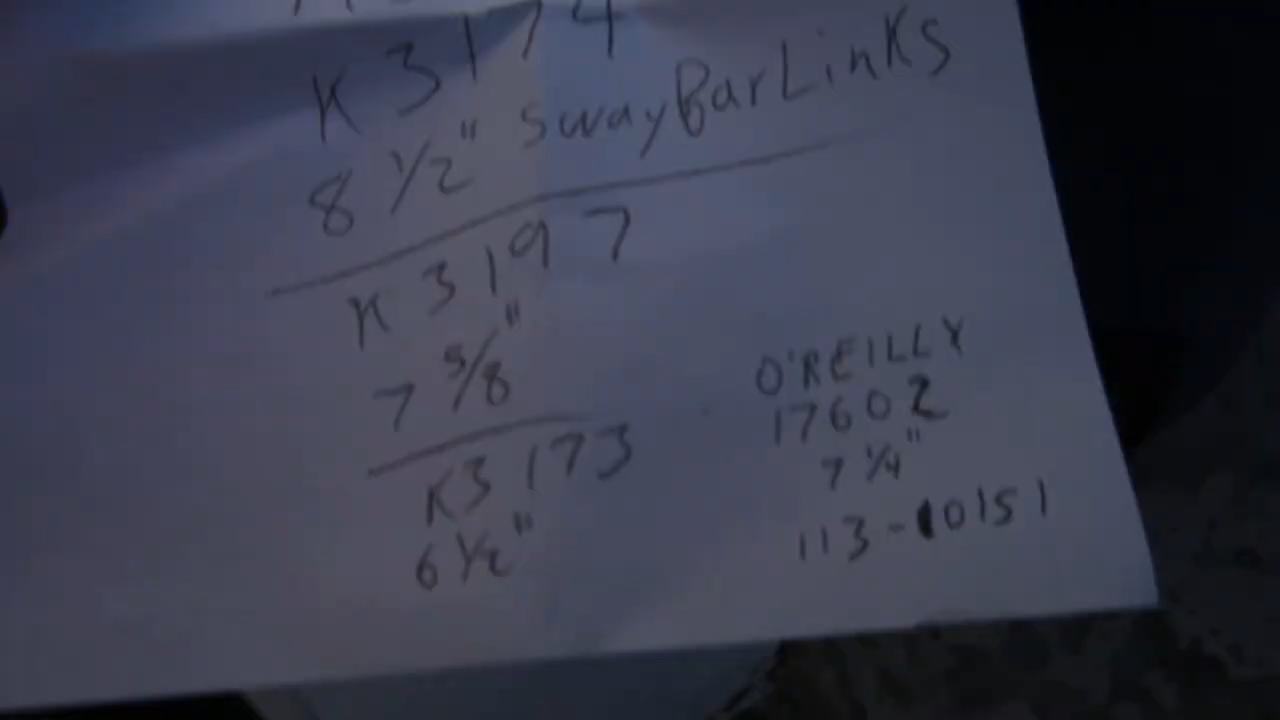 K3174
8 1/2" SwayBarLinks
K3197
7 5/8"
K3173
6 1/2"
O'REILLY
17602
7 1/4"
113-10151